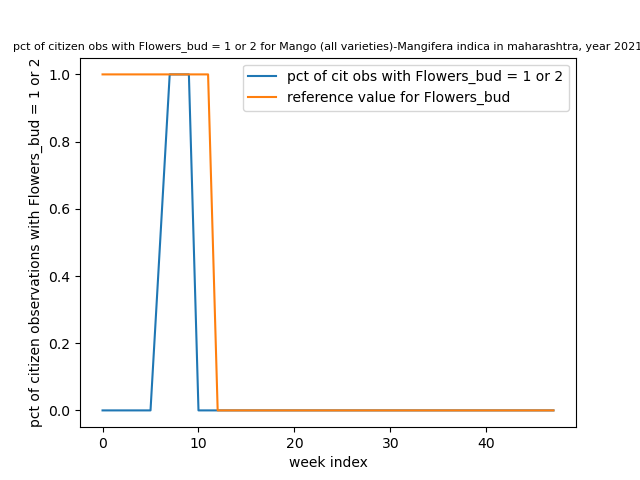 pct of citizen obs with Flowers_bud = 1 or 2 for Mango (all varieties)-Mangifera indica in maharashtra, year 2021
pct of citizen observations with Flowers_bud = 1 or 2
1.0
0.8
0.6
0.4
0.2
0.0
pct of cit obs with Flowers_bud = 1 or 2
reference value for Flowers_bud
0 10 20 30 40
week index